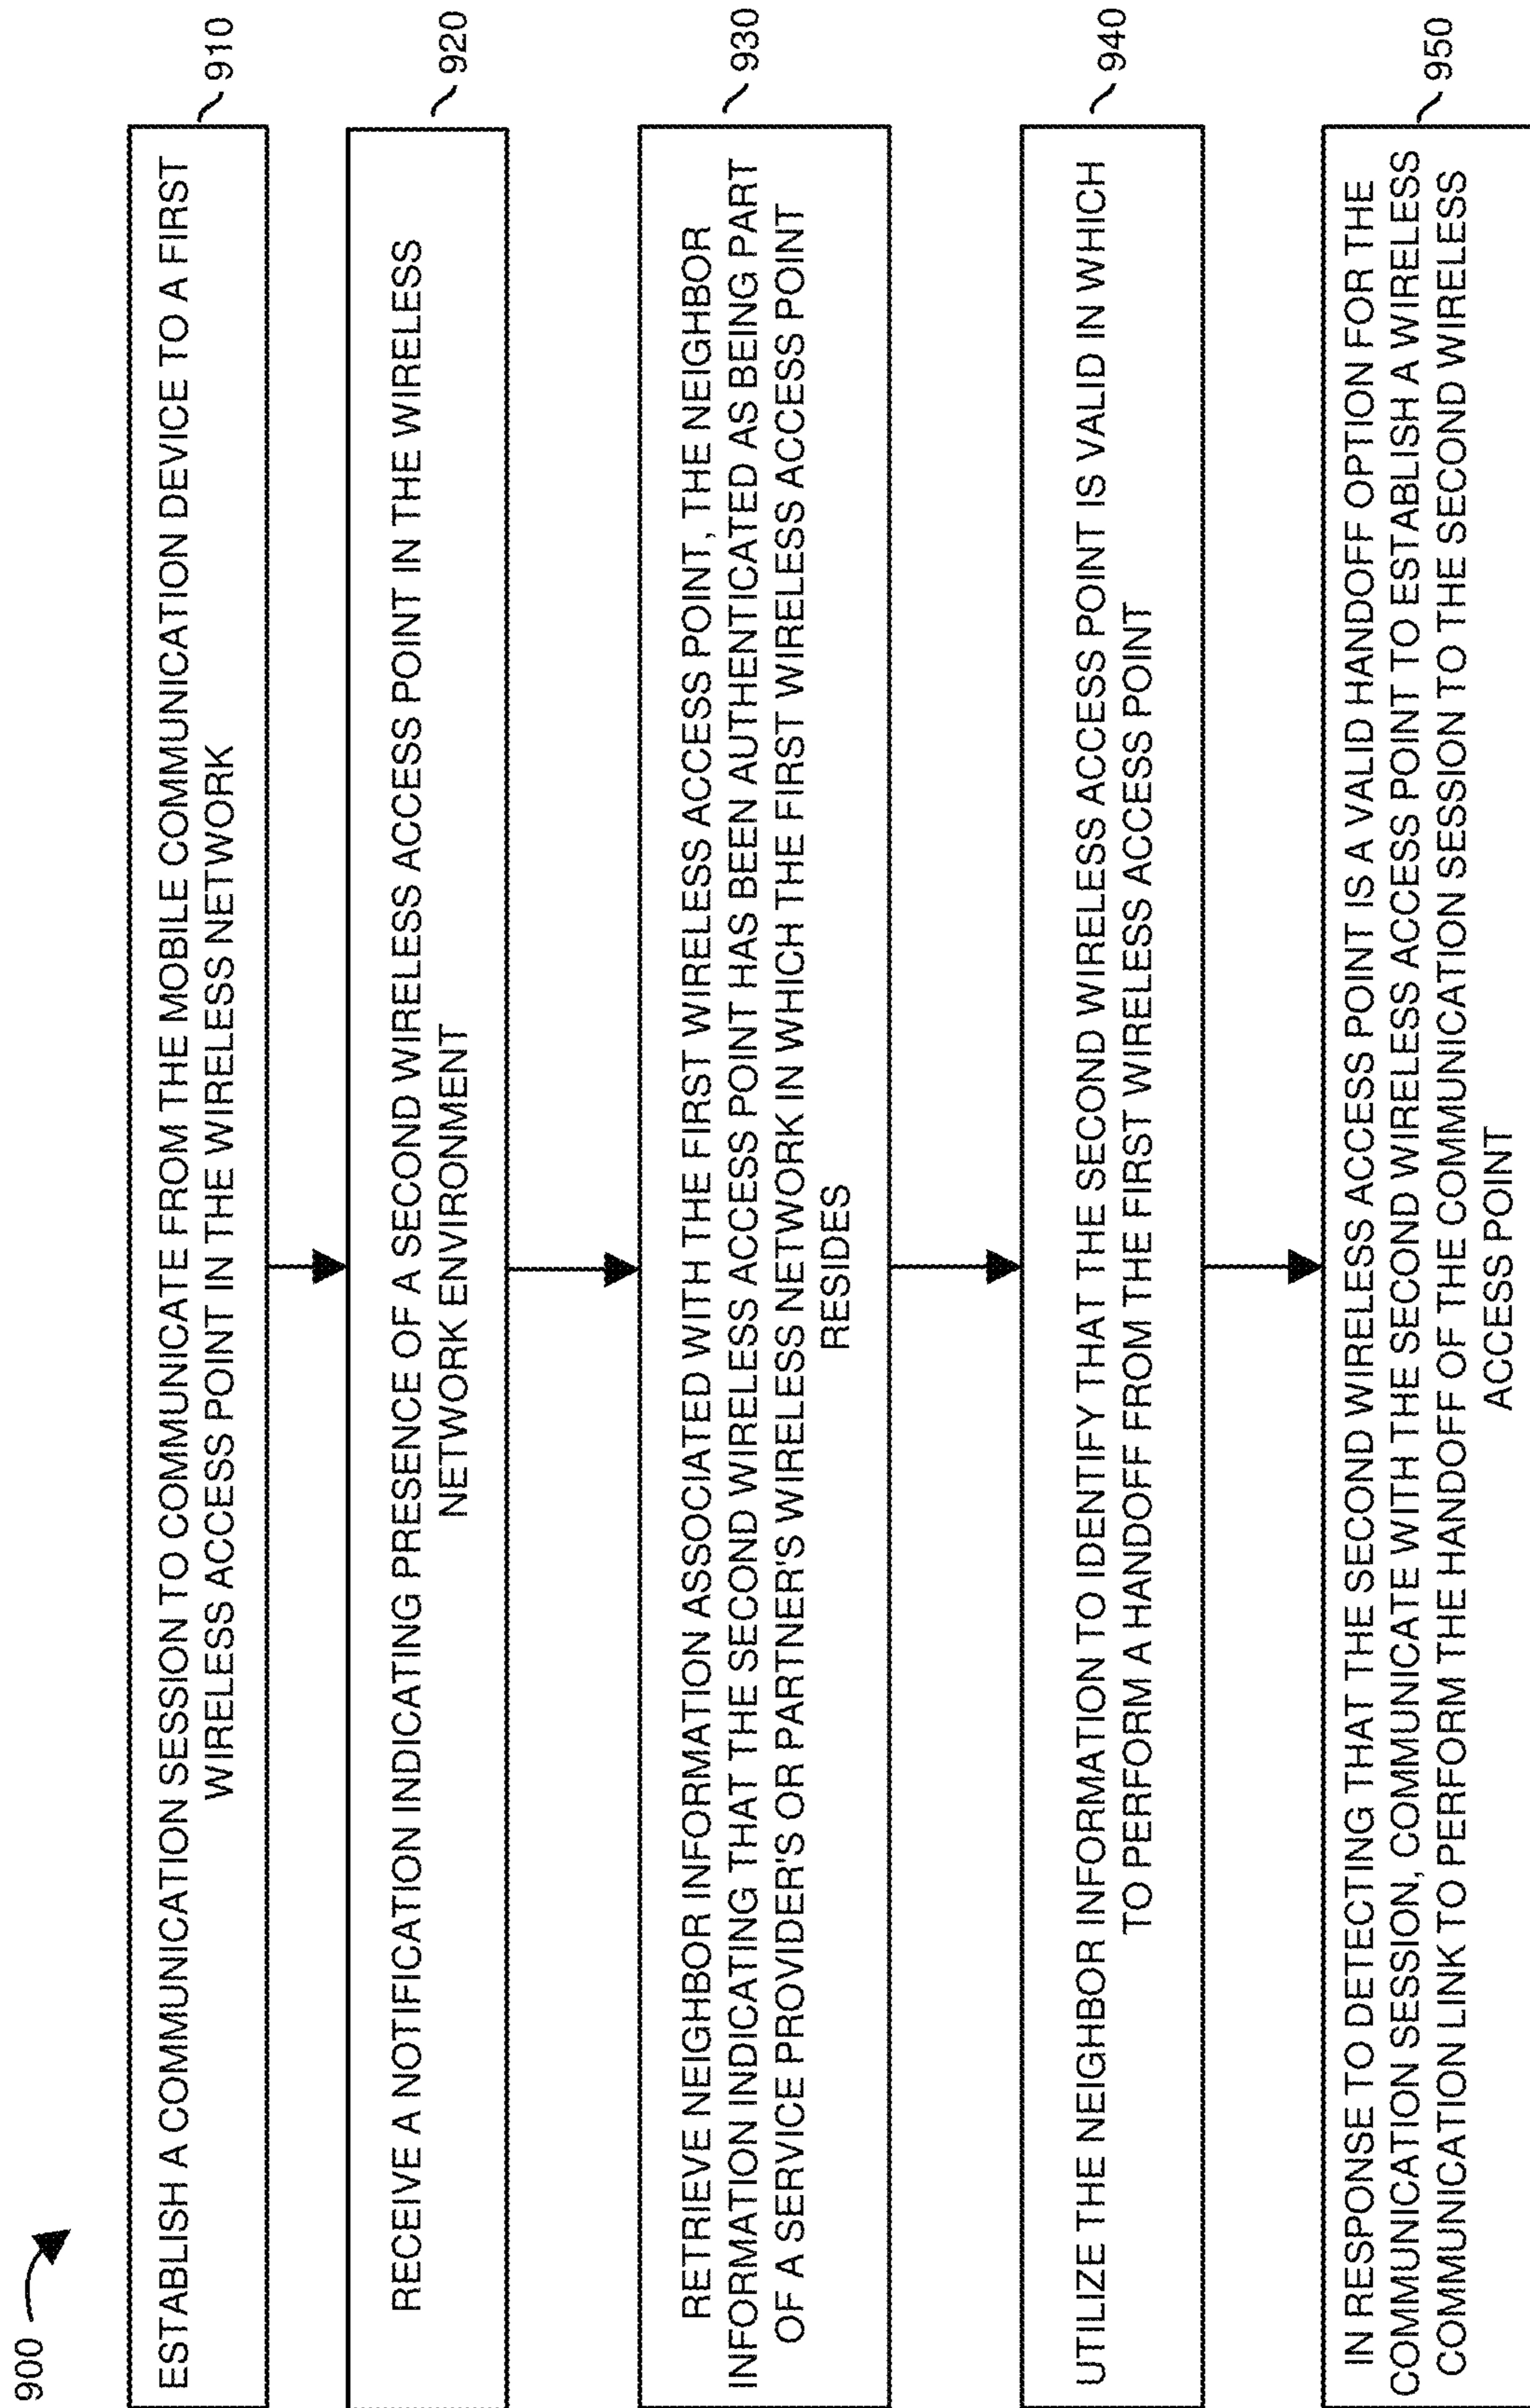 900
ESTABLISH A COMMUNICATION SESSION TO COMMUNICATE FROM THE MOBILE COMMUNICATION DEVICE TO A FIRST
WIRELESS ACCESS POINT IN THE WIRELESS NETWORK
910
RECEIVE A NOTIFICATION INDICATING PRESENCE OF A SECOND WIRELESS ACCESS POINT IN THE WIRELESS
NETWORK ENVIRONMENT
920
RETRIEVE NEIGHBOR INFORMATION ASSOCIATED WITH THE FIRST WIRELESS ACCESS POINT, THE NEIGHBOR
INFORMATION INDICATING THAT THE SECOND WIRELESS ACCESS POINT HAS BEEN AUTHENTICATED AS BEING PART
OF A SERVICE PROVIDER'S OR PARTNER'S WIRELESS NETWORK IN WHICH THE FIRST WIRELESS ACCESS POINT
RESIDES
930
UTILIZE THE NEIGHBOR INFORMATION TO IDENTIFY THAT THE SECOND WIRELESS ACCESS POINT IS VALID IN WHICH
TO PERFORM A HANDOFF FROM THE FIRST WIRELESS ACCESS POINT
940
IN RESPONSE TO DETECTING THAT THE SECOND WIRELESS ACCESS POINT IS A VALID HANDOFF OPTION FOR THE
COMMUNICATION SESSION, COMMUNICATE WITH THE SECOND WIRELESS ACCESS POINT TO ESTABLISH A WIRELESS
COMMUNICATION LINK TO PERFORM THE HANDOFF OF THE COMMUNICATION SESSION TO THE SECOND WIRELESS
ACCESS POINT
950